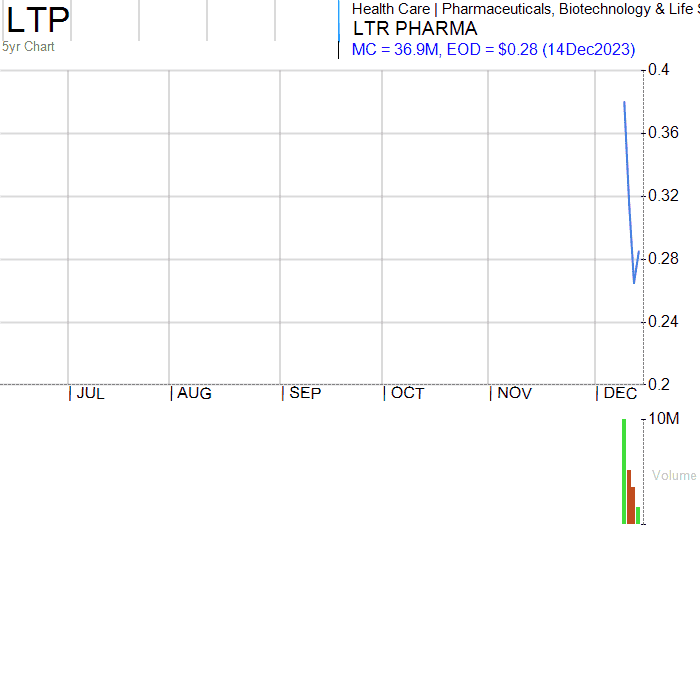 LTP
5yr Chart
Health Care | Pharmaceuticals, Biotechnology & Life S
LTR PHARMA
MC = 36.9M, EOD = $0.28 (14Dec2023)
0.4
0.36
0.32
0.28
0.24
0.2
JUL AUG SEP OCT NOV DEC
10M
Volume